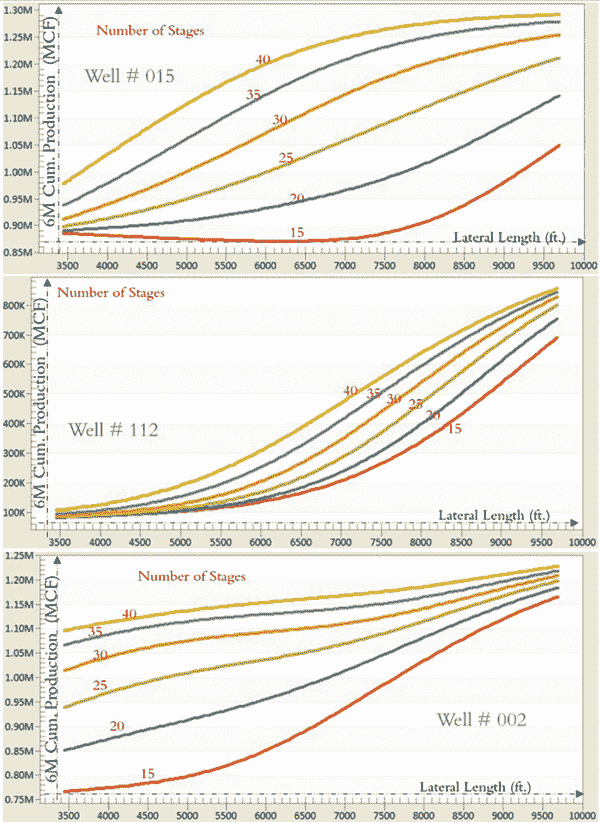 6M Cum. Production (MCF)
1.30M
1.25M
1.20M
1.15M
1.10M
1.05M
1.00M
0.95M
0.90M
0.85M
Number of Stages
Well # 015
40
35
30
25
20
15
Lateral Length (ft.)
3500 4000 4500 5000 5500 6000 6500 7000 7500 8000 8500 9000 9500 10000
6M Cum. Production (MCF)
800K
700K
600K
500K
400K
300K
200K
100K
Number of Stages
Well # 112
40 35 30 25 20 15
Lateral Length (ft.)
3500 4000 4500 5000 5500 6000 6500 7000 7500 8000 8500 9000 9500 10000
6M Cum. Production (MCF)
1.25M
1.20M
1.15M
1.10M
1.05M
1.00M
0.95M
0.90M
0.85M
0.80M
0.75M
Number of Stages
40
35
30
25
20
15
Well # 002
Lateral Length (ft.)
3500 4000 4500 5000 5500 6000 6500 7000 7500 8000 8500 9000 9500 10000